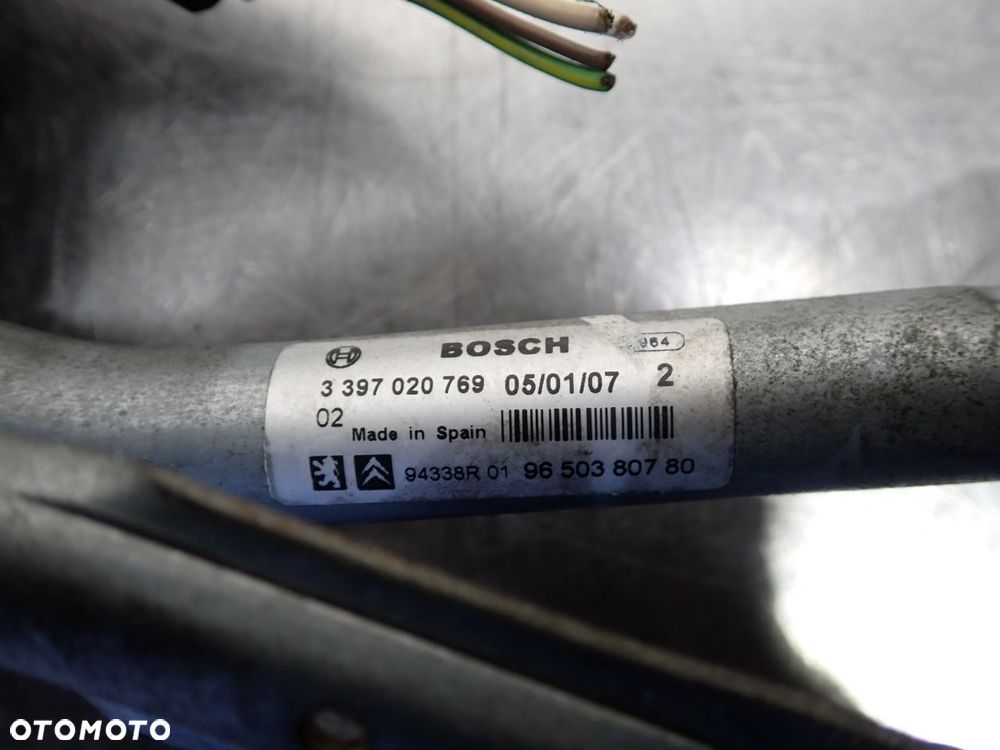 BOSCH 964
3 397 020 769 05/01/07 2
02
Made in Spain
94338R 01 96 503 807 80
OTOMOTO